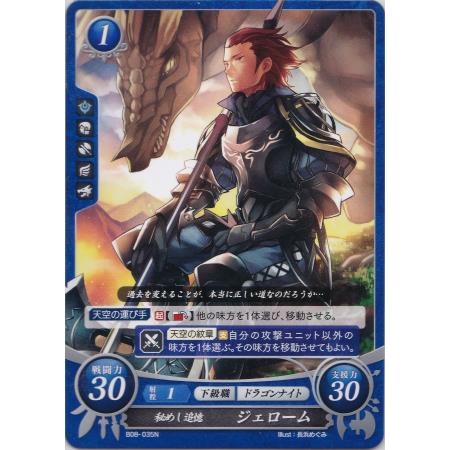 1
過去を変えることが、本当に正しい道なのだろうか…
天空の運び手 起【】他の味方を1体選び、移動させる。
天空の紋章 攻 自分の攻撃ユニット以外の
味方を1体選ぶ。その味方を移動させてもよい。
戦闘力
30
射程 1 下級職 ドラゴンナイト
支援力
30
秘めし追憶 ジェローム
B08-035N
Illust：長浜めぐみ